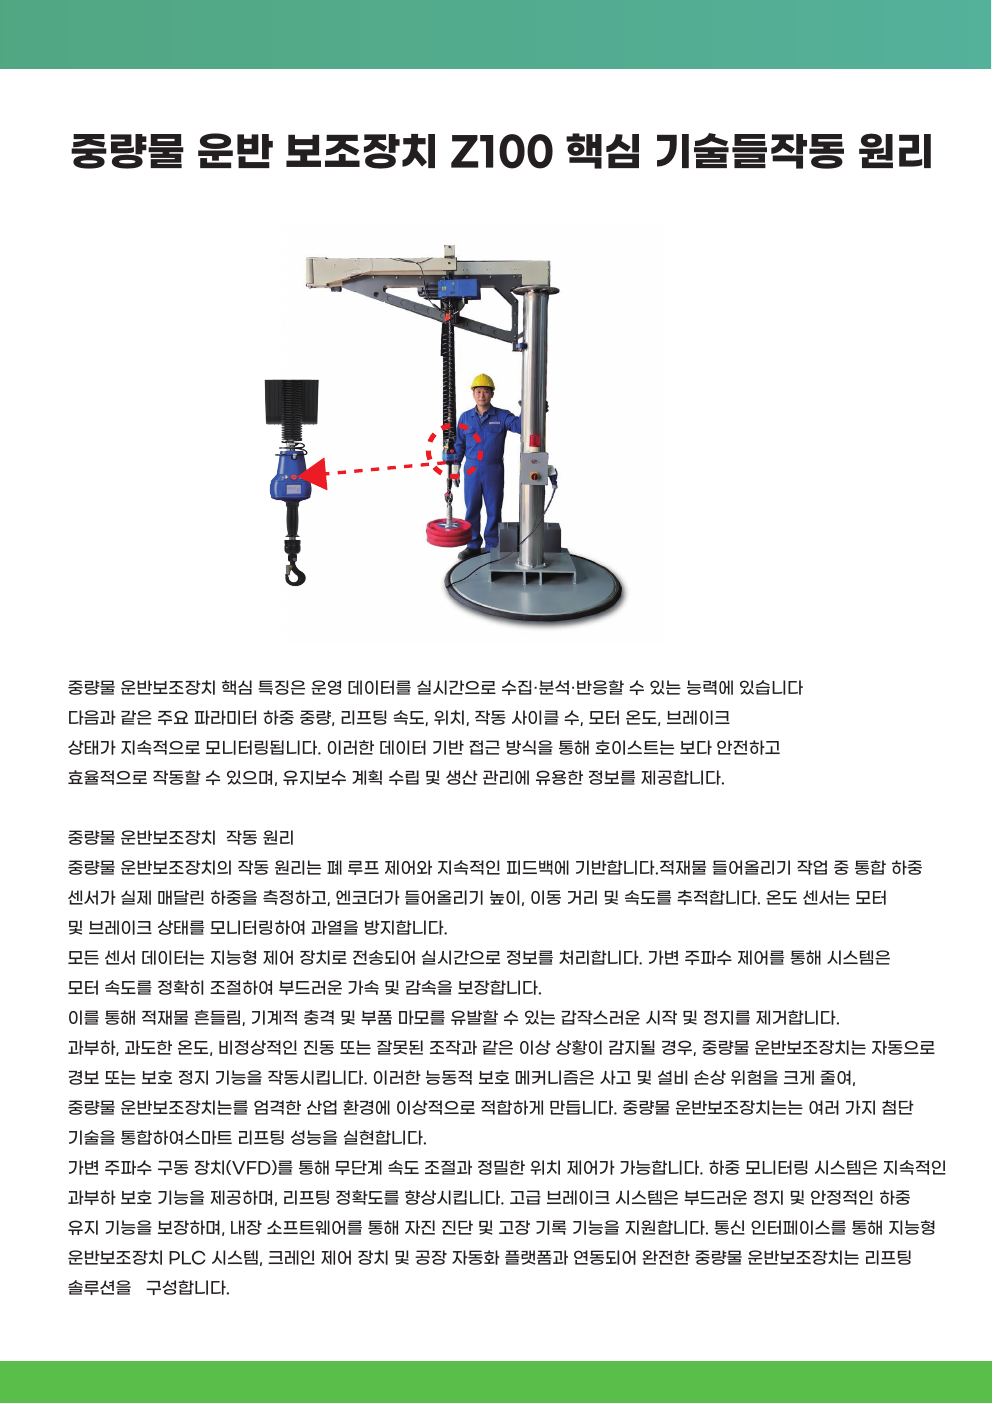 중량물 운반 보조장치 Z100 핵심 기술들작동 원리
중량물 운반보조장치 핵심 특징은 운영 데이터를 실시간으로 수집·분석·반응할 수 있는 능력에 있습니다
다음과 같은 주요 파라미터 하중 중량, 리프팅 속도, 위치, 작동 사이클 수, 모터 온도, 브레이크
상태가 지속적으로 모니터링됩니다. 이러한 데이터 기반 접근 방식을 통해 호이스트는 보다 안전하고
효율적으로 작동할 수 있으며, 유지보수 계획 수립 및 생산 관리에 유용한 정보를 제공합니다.
중량물 운반보조장치  작동 원리
중량물 운반보조장치의 작동 원리는 폐 루프 제어와 지속적인 피드백에 기반합니다.적재물 들어올리기 작업 중 통합 하중
센서가 실제 매달린 하중을 측정하고, 엔코더가 들어올리기 높이, 이동 거리 및 속도를 추적합니다. 온도 센서는 모터
및 브레이크 상태를 모니터링하여 과열을 방지합니다.
모든 센서 데이터는 지능형 제어 장치로 전송되어 실시간으로 정보를 처리합니다. 가변 주파수 제어를 통해 시스템은
모터 속도를 정확히 조절하여 부드러운 가속 및 감속을 보장합니다.
이를 통해 적재물 흔들림, 기계적 충격 및 부품 마모를 유발할 수 있는 갑작스러운 시작 및 정지를 제거합니다.
과부하, 과도한 온도, 비정상적인 진동 또는 잘못된 조작과 같은 이상 상황이 감지될 경우, 중량물 운반보조장치는 자동으로
경보 또는 보호 정지 기능을 작동시킵니다. 이러한 능동적 보호 메커니즘은 사고 및 설비 손상 위험을 크게 줄여,
중량물 운반보조장치는를 엄격한 산업 환경에 이상적으로 적합하게 만듭니다. 중량물 운반보조장치는는 여러 가지 첨단
기술을 통합하여스마트 리프팅 성능을 실현합니다.
가변 주파수 구동 장치(VFD)를 통해 무단계 속도 조절과 정밀한 위치 제어가 가능합니다. 하중 모니터링 시스템은 지속적인
과부하 보호 기능을 제공하며, 리프팅 정확도를 향상시킵니다. 고급 브레이크 시스템은 부드러운 정지 및 안정적인 하중
유지 기능을 보장하며, 내장 소프트웨어를 통해 자진 진단 및 고장 기록 기능을 지원합니다. 통신 인터페이스를 통해 지능형
운반보조장치 PLC 시스템, 크레인 제어 장치 및 공장 자동화 플랫폼과 연동되어 완전한 중량물 운반보조장치는 리프팅
솔루션을   구성합니다.